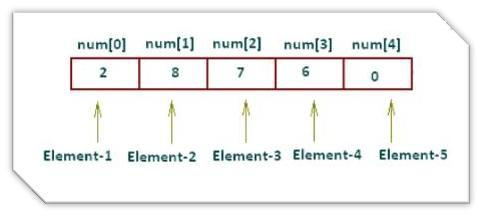 num[0] num[1] num[2] num[3] num[4]
2 8 7 6 0
Element-1 Element-2 Element-3 Element-4 Element-5